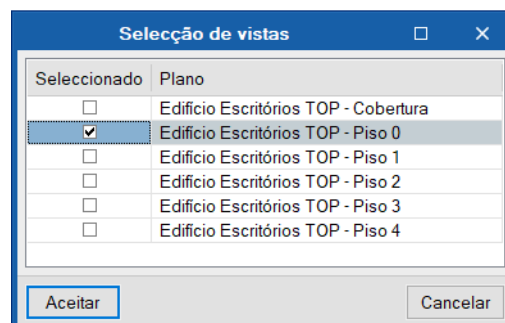 Selecção de vistas
Seleccionado Plano
Edifício Escritórios TOP - Cobertura
Edifício Escritórios TOP - Piso 0
Edifício Escritórios TOP - Piso 1
Edifício Escritórios TOP - Piso 2
Edifício Escritórios TOP - Piso 3
Edifício Escritórios TOP - Piso 4
Aceitar Cancelar